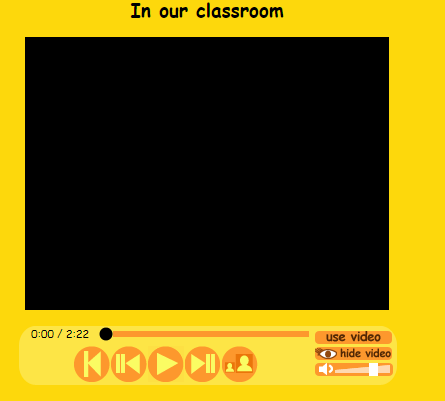 In our classroom
0:00 / 2:22
use video
hide video